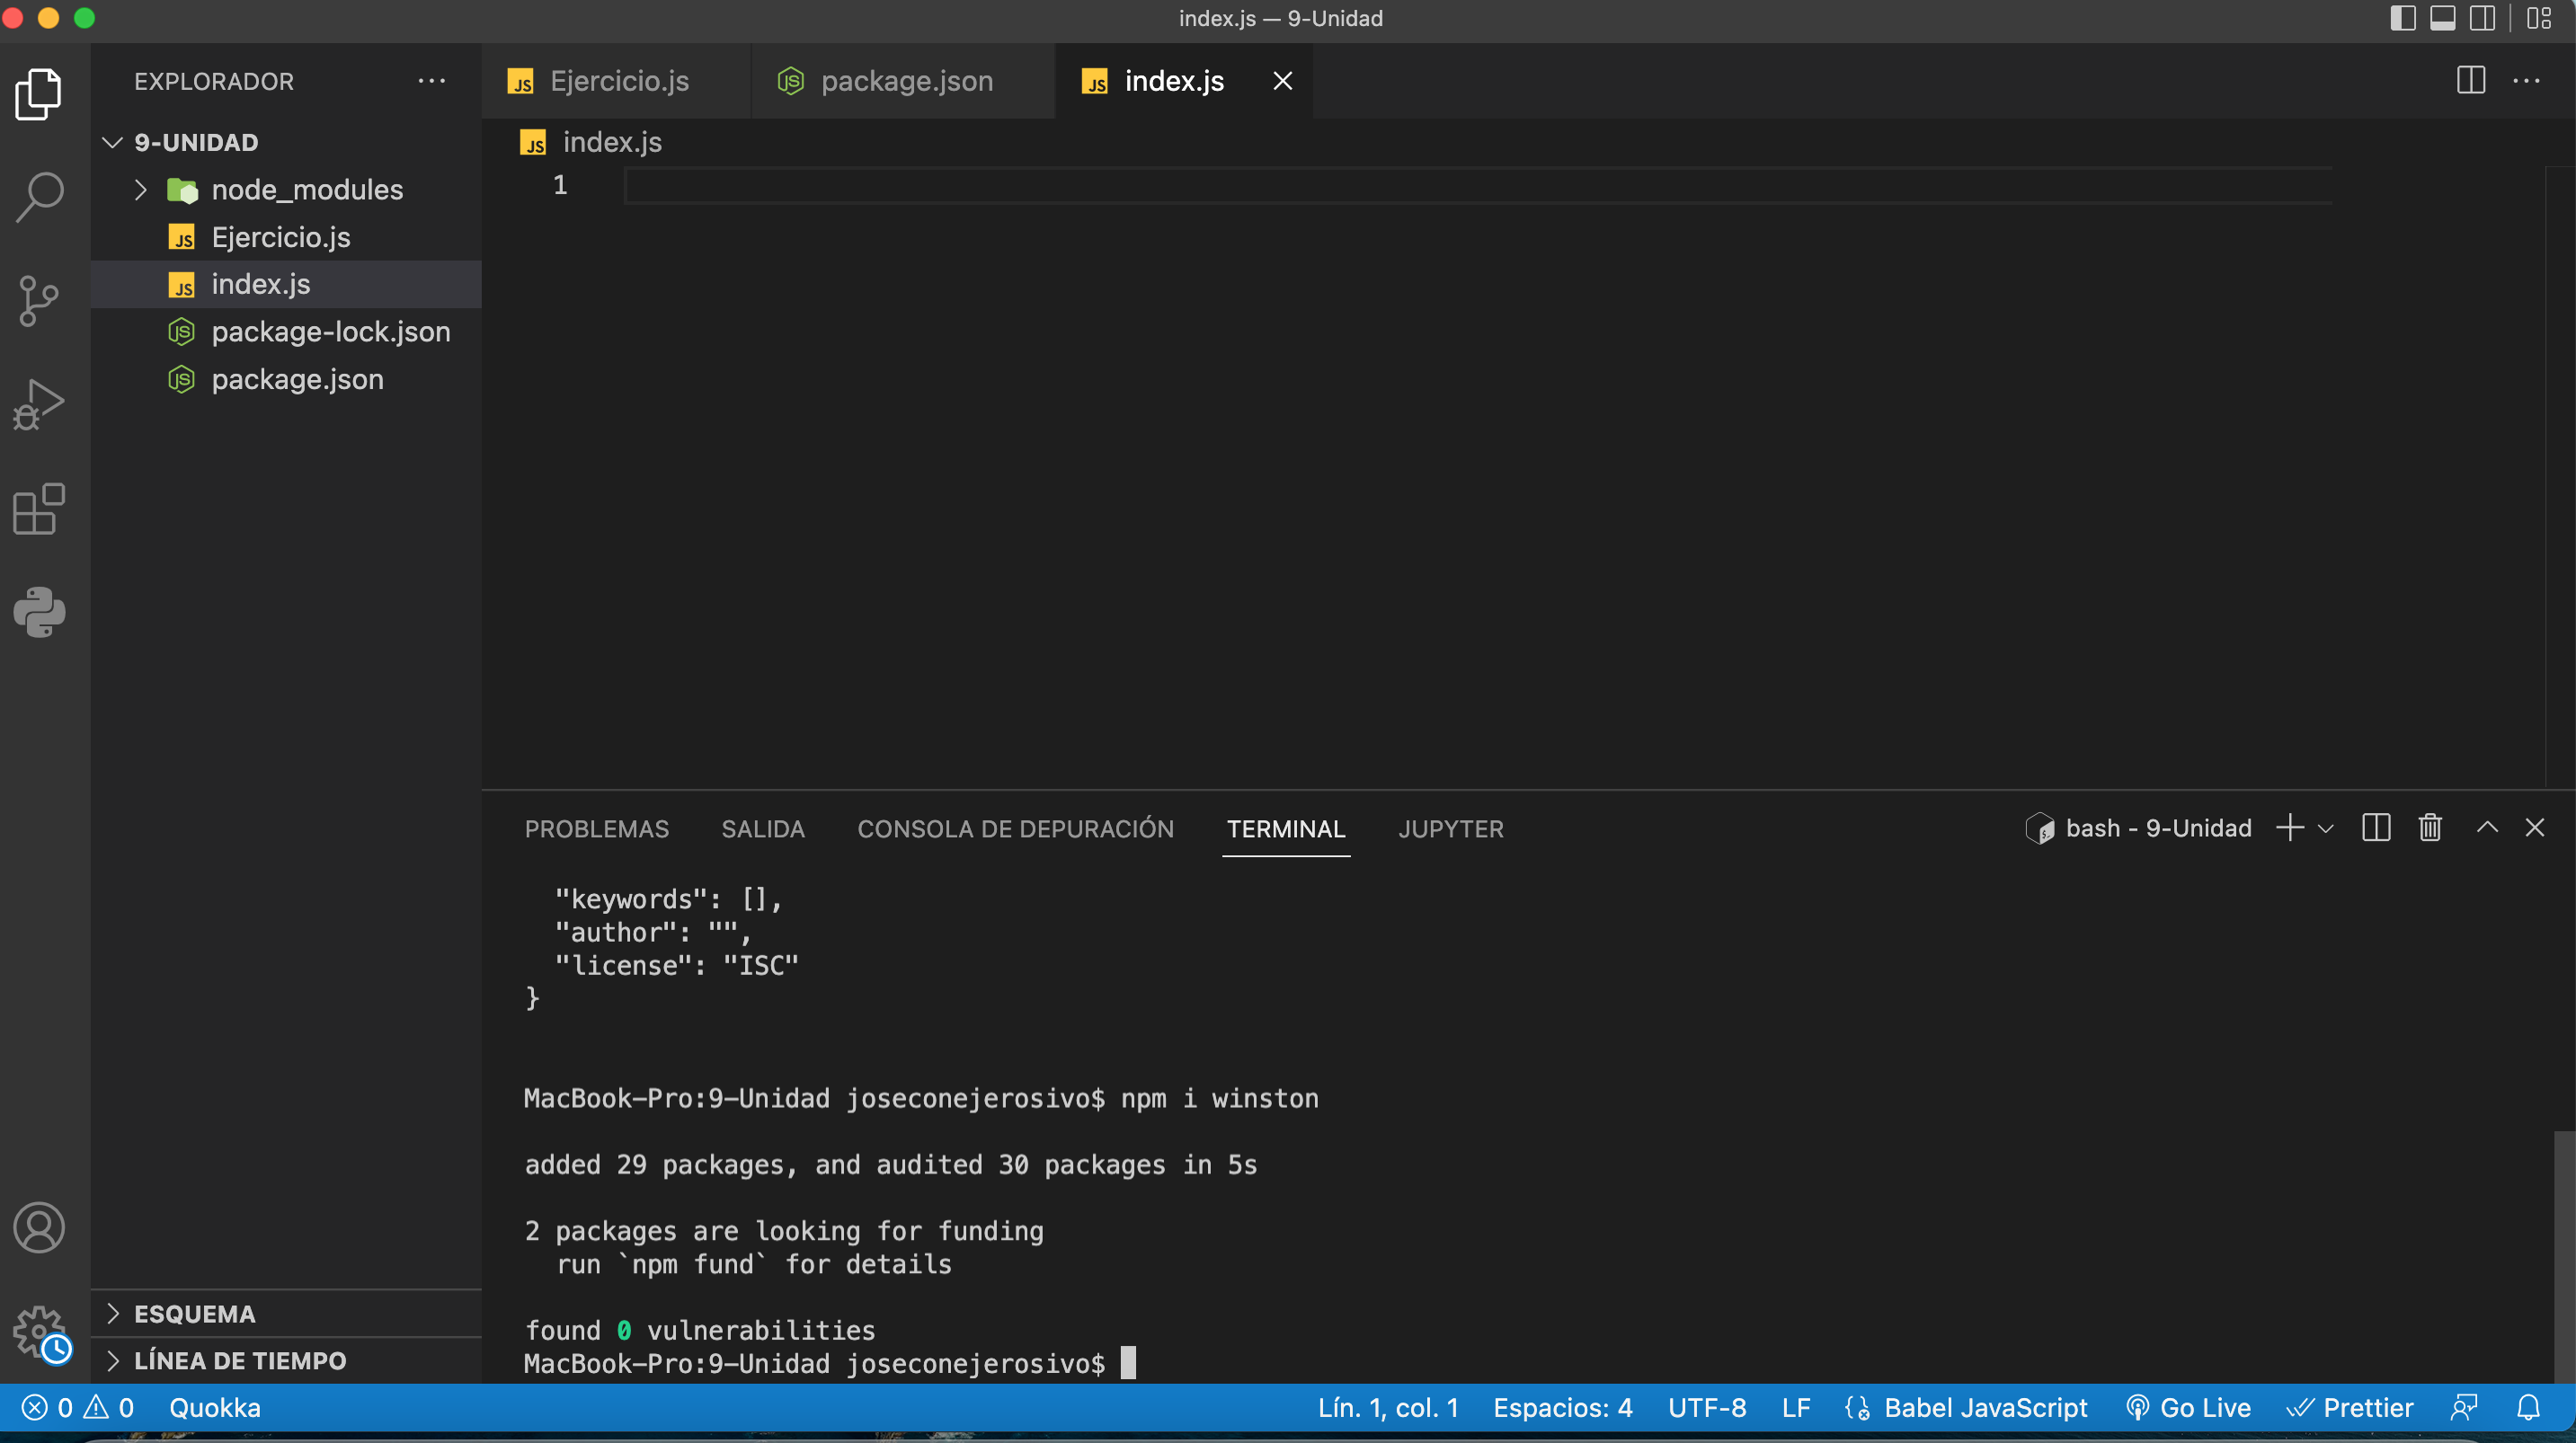 index.js — 9-Unidad
EXPLORADOR
9-UNIDAD
node_modules
Ejercicio.js
index.js
package-lock.json
package.json
ESQUEMA
LÍNEA DE TIEMPO
Ejercicio.js
package.json
index.js
index.js
1
PROBLEMAS
SALIDA
CONSOLA DE DEPURACIÓN
TERMINAL
JUPYTER
bash - 9-Unidad
"keywords": [],
"author": "",
"license": "ISC"
}
MacBook-Pro:9-Unidad joseconejerosivo$ npm i winston
added 29 packages, and audited 30 packages in 5s
2 packages are looking for funding
run `npm fund` for details
found 0 vulnerabilities
MacBook-Pro:9-Unidad joseconejerosivo$
0 0 Quokka Lín. 1, col. 1 Espacios: 4 UTF-8 LF Babel JavaScript Go Live Prettier